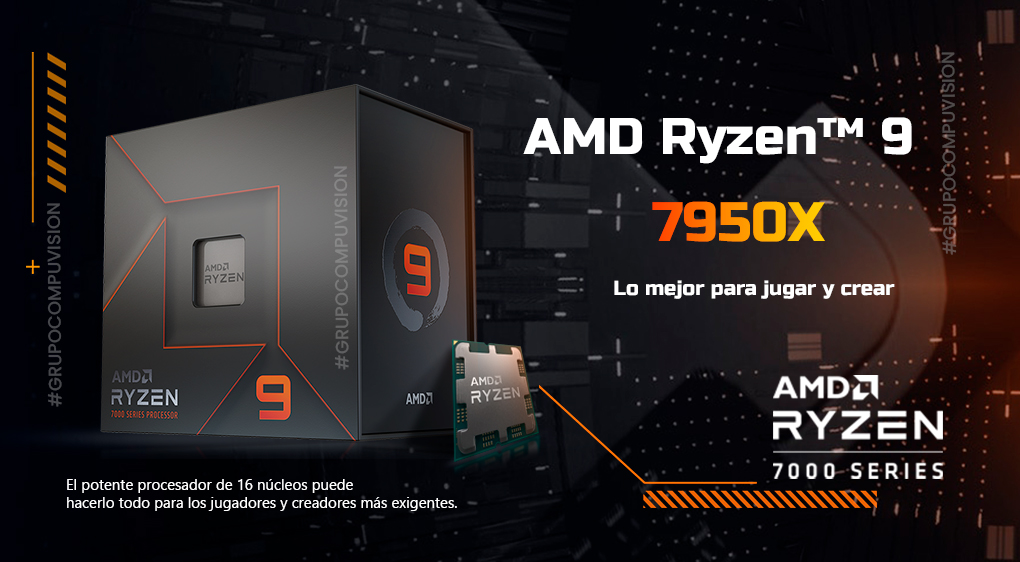 #GRUPOCOMPUVISION
AMD
RYZEN
AMD
RYZEN
7000 SERIES PROCESSOR
9
#GRUPOCOMPUVISION
9
AMD
AMD
RYZEN
AMD Ryzen™ 9
7950X
Lo mejor para jugar y crear
#GRUPOCOMPUVISION
AMD
RYZEN
7000 SERIES
El potente procesador de 16 núcleos puede
hacerlo todo para los jugadores y creadores más exigentes.